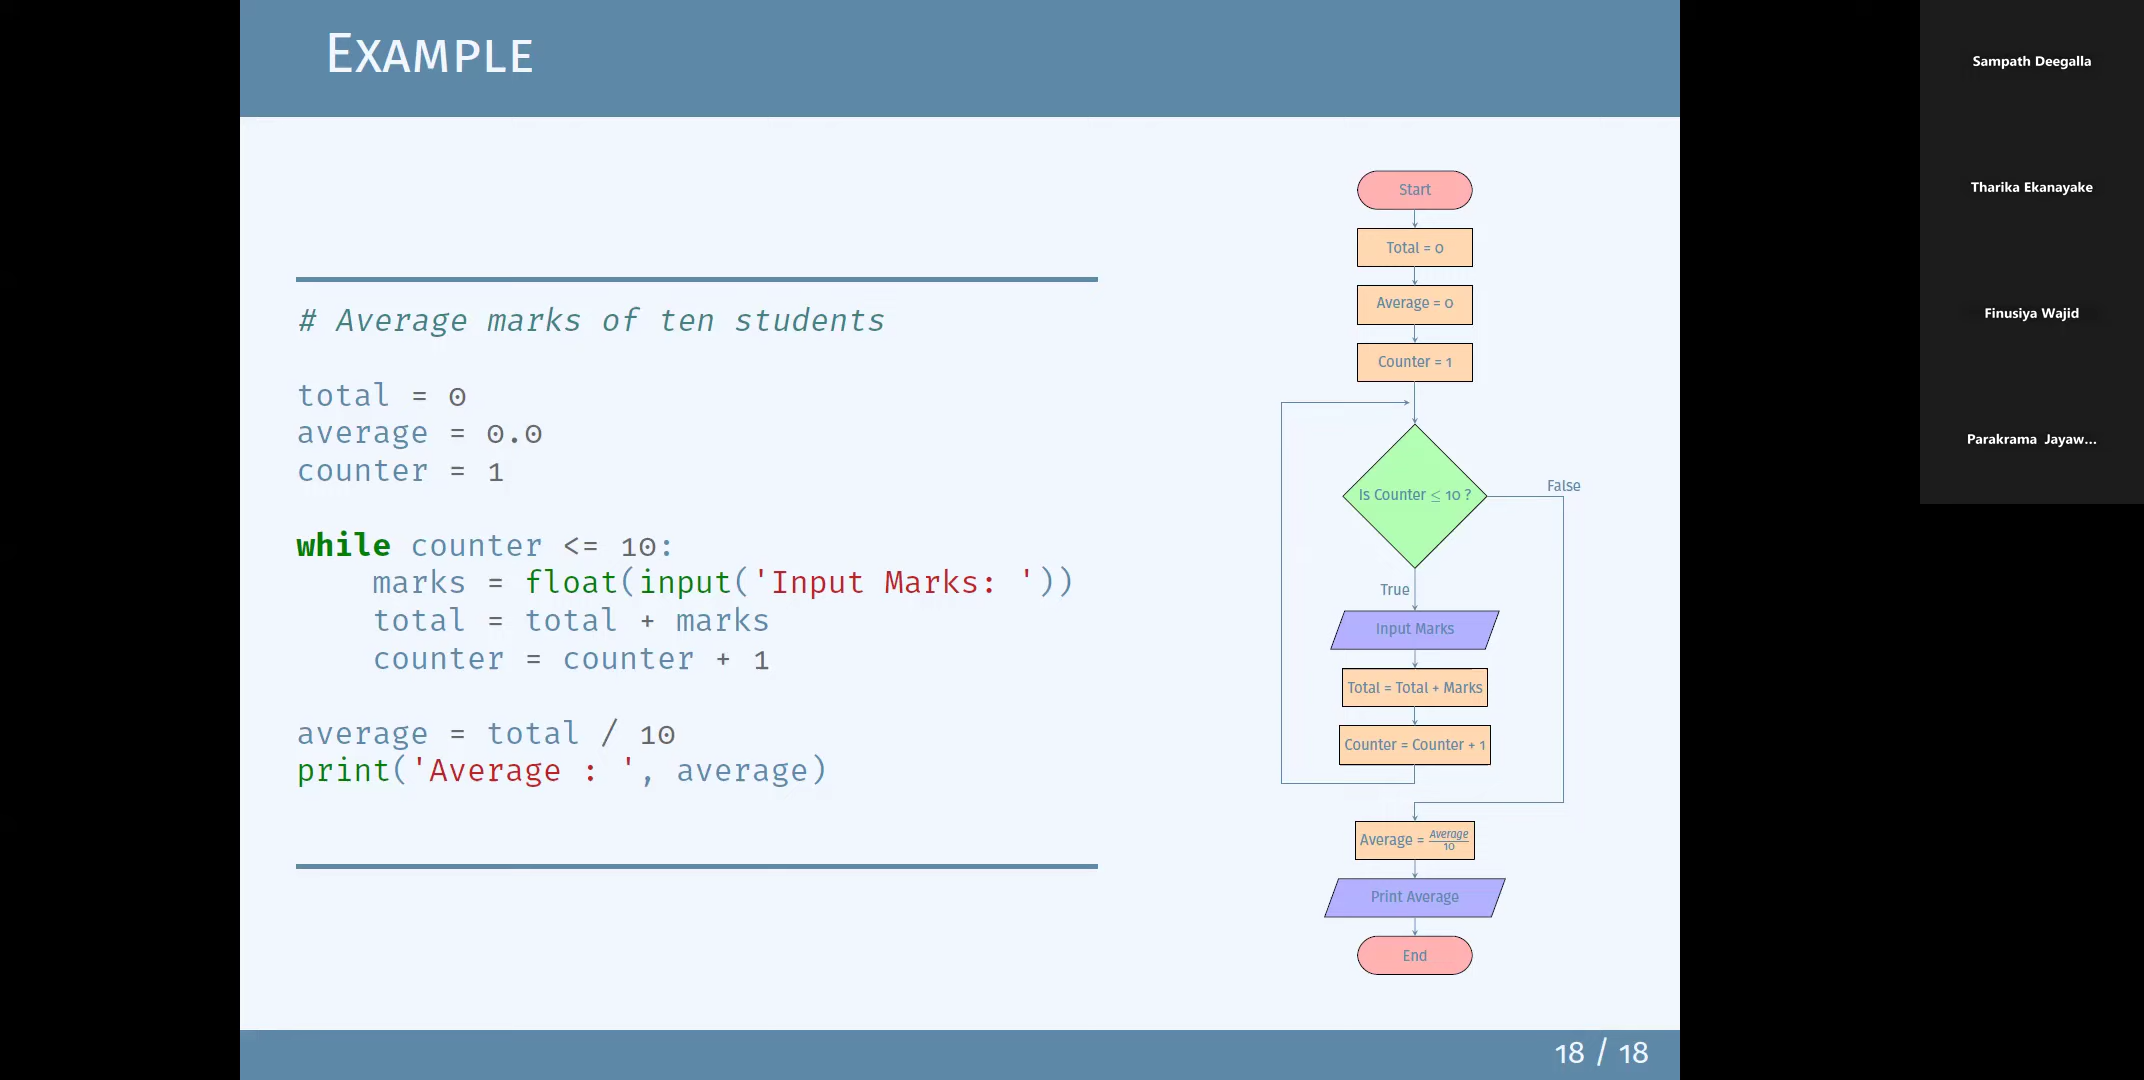 EXAMPLE
# Average marks of ten students
total = 0
average = 0.0
counter = 1
while counter <= 10:
    marks = float(input('Input Marks: '))
    total = total + marks
    counter = counter + 1
average = total / 10
print('Average : ', average)
Start
Total = 0
Average = 0
Counter = 1
Is Counter ≤ 10 ?
False
True
Input Marks
Total = Total + Marks
Counter = Counter + 1
Average = Average/10
Print Average
End
18 / 18
Sampath Deegalla
Tharika Ekanayake
Finusiya Wajid
Parakrama Jayaw...